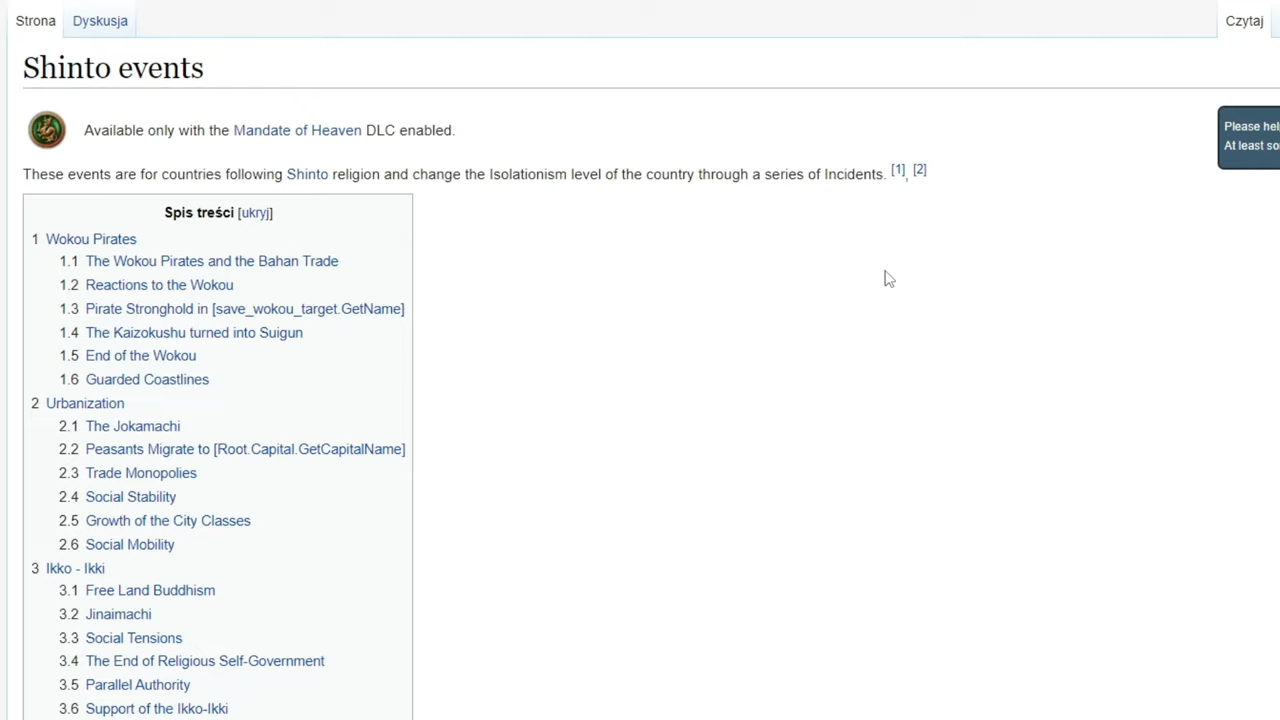 Strona Dyskusja Czytaj
Shinto events
Available only with the Mandate of Heaven DLC enabled.
Please hel
At least so
These events are for countries following Shinto religion and change the Isolationism level of the country through a series of Incidents. [1], [2]
Spis treści [ukryj]
1 Wokou Pirates
1.1 The Wokou Pirates and the Bahan Trade
1.2 Reactions to the Wokou
1.3 Pirate Stronghold in [save_wokou_target.GetName]
1.4 The Kaizokushu turned into Suigun
1.5 End of the Wokou
1.6 Guarded Coastlines
2 Urbanization
2.1 The Jokamachi
2.2 Peasants Migrate to [Root.Capital.GetCapitalName]
2.3 Trade Monopolies
2.4 Social Stability
2.5 Growth of the City Classes
2.6 Social Mobility
3 Ikko - Ikki
3.1 Free Land Buddhism
3.2 Jinaimachi
3.3 Social Tensions
3.4 The End of Religious Self-Government
3.5 Parallel Authority
3.6 Support of the Ikko-Ikki